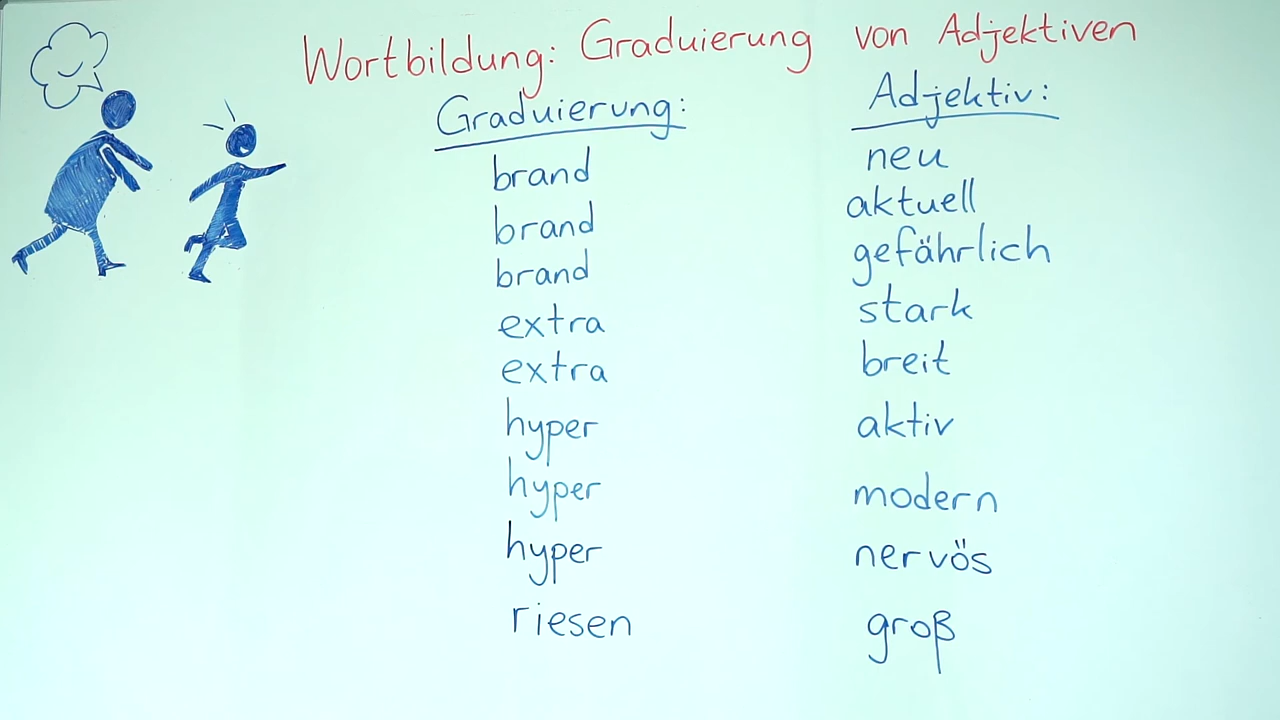 Wortbildung: Graduierung von Adjektiven
Graduierung: Adjektiv:
brand neu
brand aktuell
brand gefährlich
extra stark
extra breit
hyper aktiv
hyper modern
hyper nervös
riesen groß